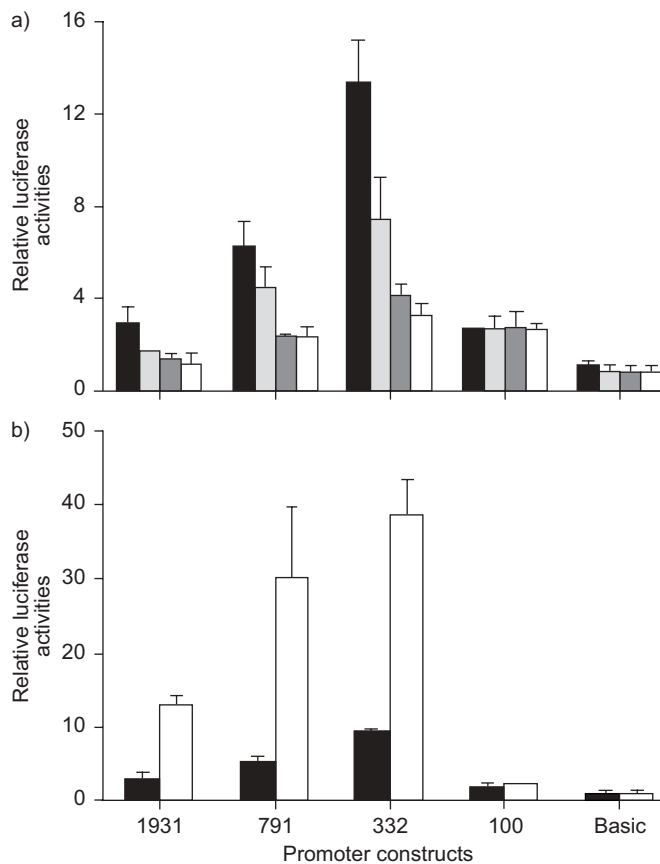 a)
16
12
8
4
0
Relative luciferase
activities
b)
50
40
30
20
10
0
Relative luciferase
activities
1931 791 332 100 Basic
Promoter constructs